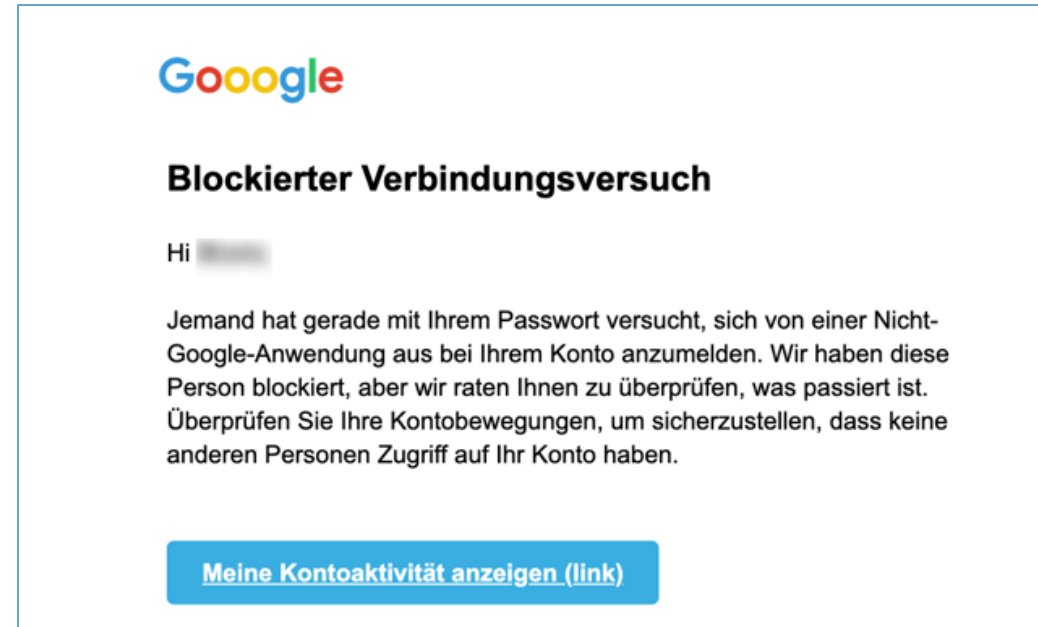 Gooogle
Blockierter Verbindungsversuch
Hi
Jemand hat gerade mit Ihrem Passwort versucht, sich von einer Nicht-
Google-Anwendung aus bei Ihrem Konto anzumelden. Wir haben diese
Person blockiert, aber wir raten Ihnen zu überprüfen, was passiert ist.
Überprüfen Sie Ihre Kontobewegungen, um sicherzustellen, dass keine
anderen Personen Zugriff auf Ihr Konto haben.
Meine Kontoaktivität anzeigen (link)